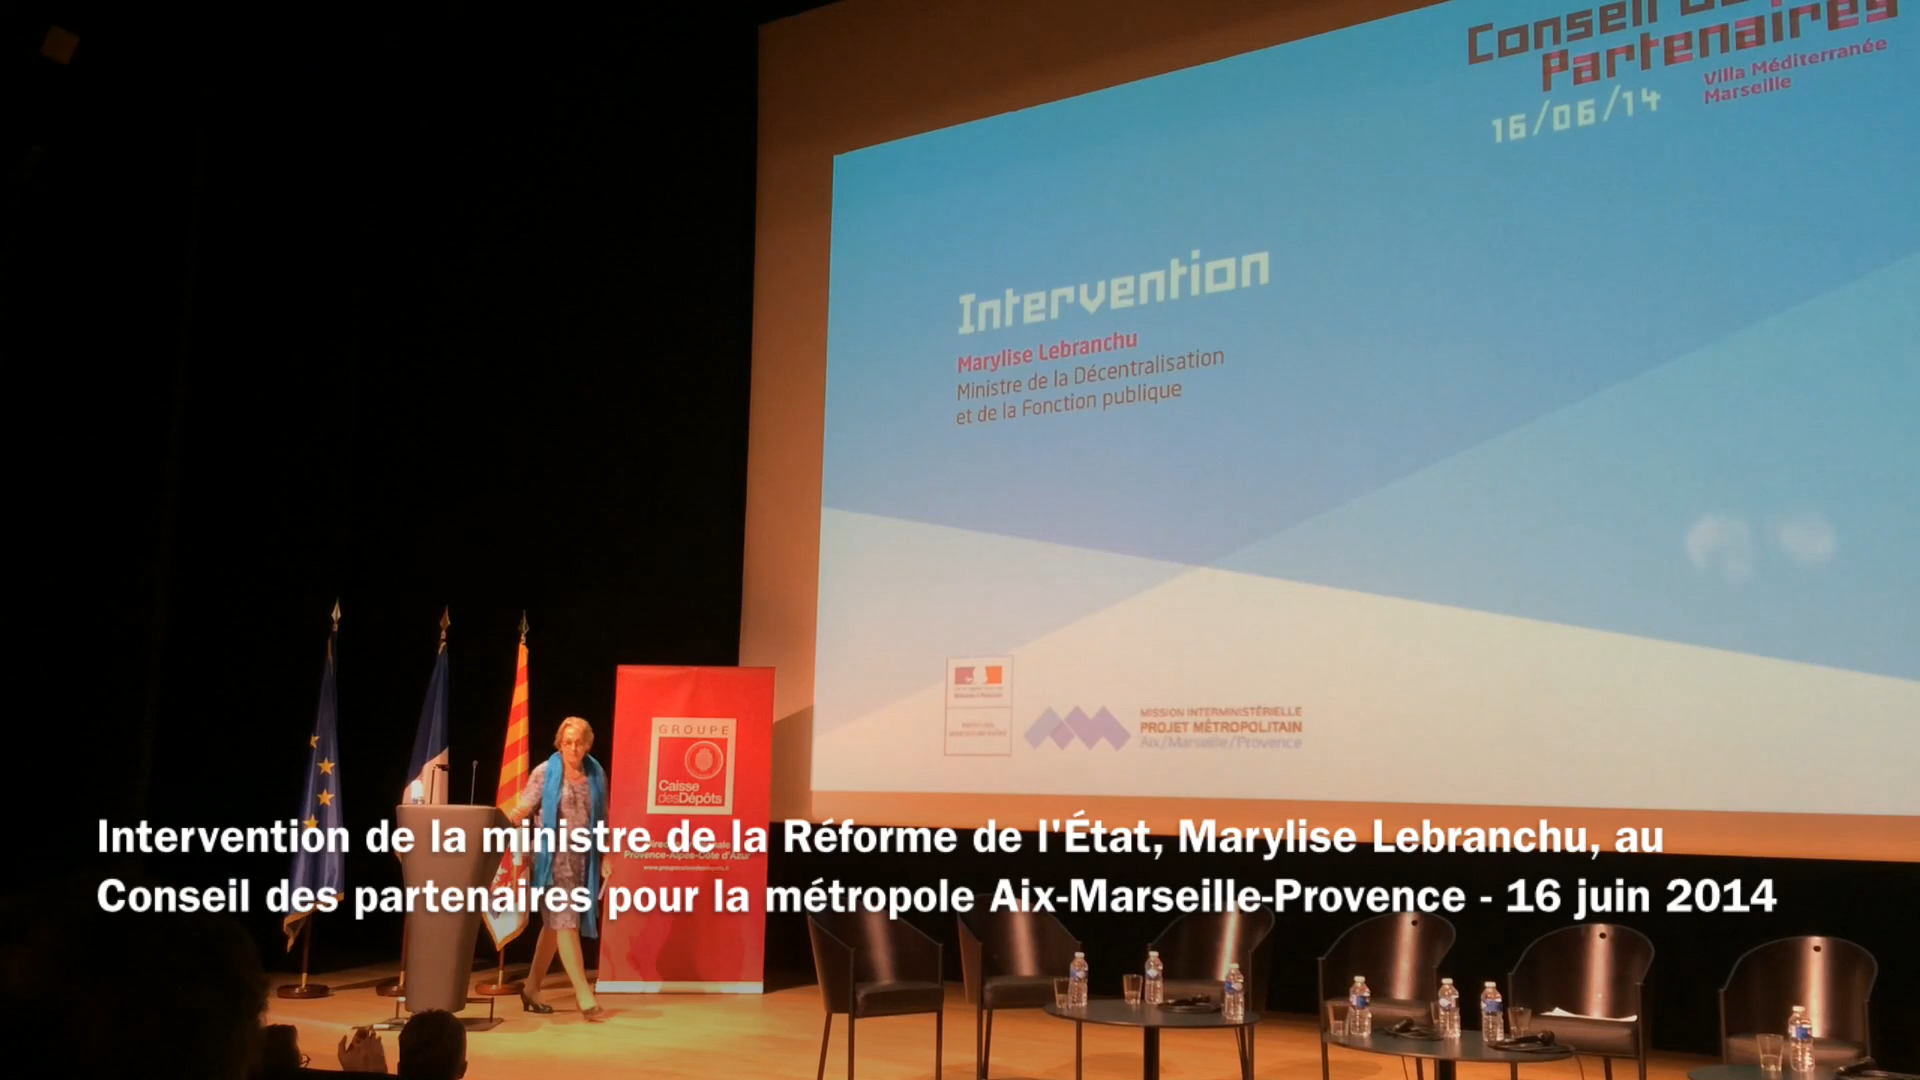 Conseil
Partenaires
Villa Méditerranée
Marseille
16/06/14
Intervention
Marylise Lebranchu
Ministre de la Décentralisation
et de la Fonction publique
MISSION INTERMINISTÉRIELLE
PROJET MÉTROPOLITAIN
Aix/Marseille/Provence
GROUPE
Caisse
desDépôts
Provence-Alpes-Côte d'Azur
Intervention de la ministre de la Réforme de l'État, Marylise Lebranchu, au
Conseil des partenaires pour la métropole Aix-Marseille-Provence - 16 juin 2014